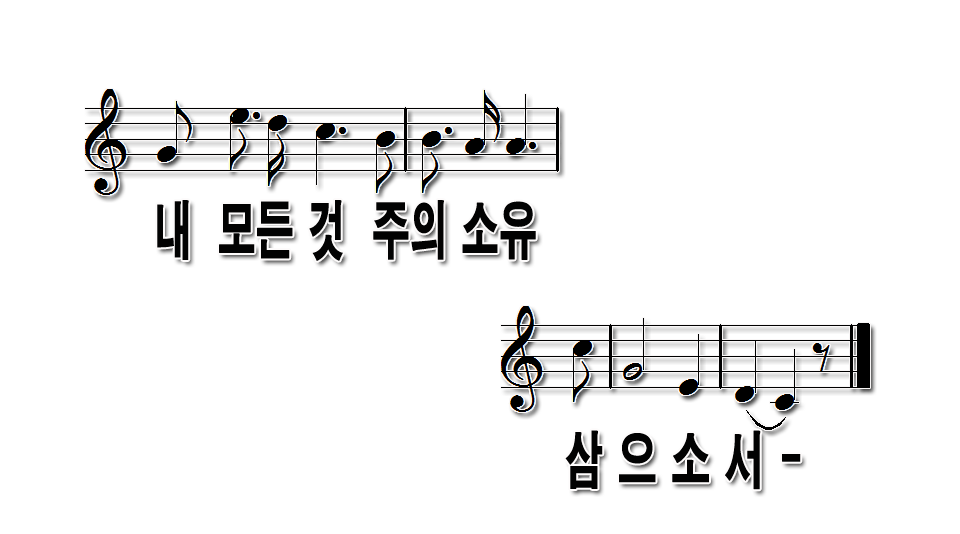 내 모든 것 주의 소유
삼 으 소 서 -